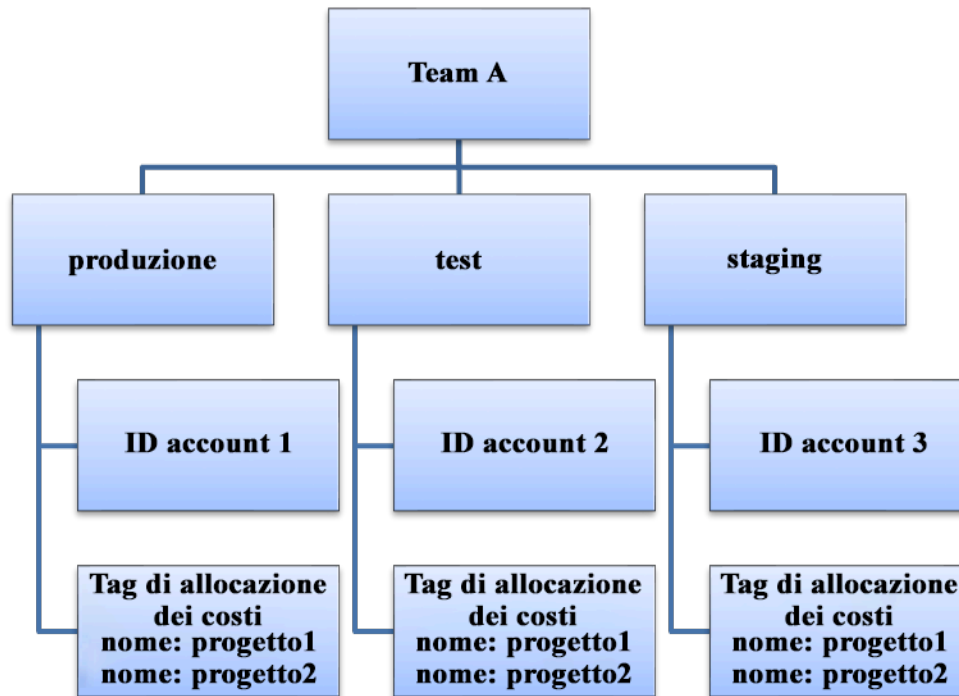 Team A
produzione
test
staging
ID account 1
ID account 2
ID account 3
Tag di allocazione
dei costi
nome: progetto1
nome: progetto2
Tag di allocazione
dei costi
nome: progetto1
nome: progetto2
Tag di allocazione
dei costi
nome: progetto1
nome: progetto2